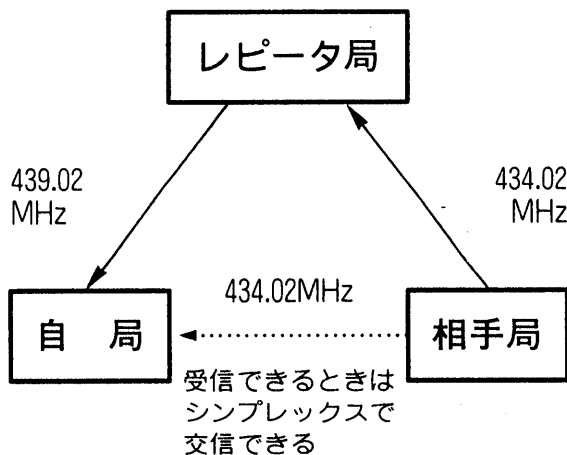 レピータ局
439.02
MHz
434.02
MHz
434.02MHz
自 局
相手局
受信できるときは
シンプレックスで
交信できる